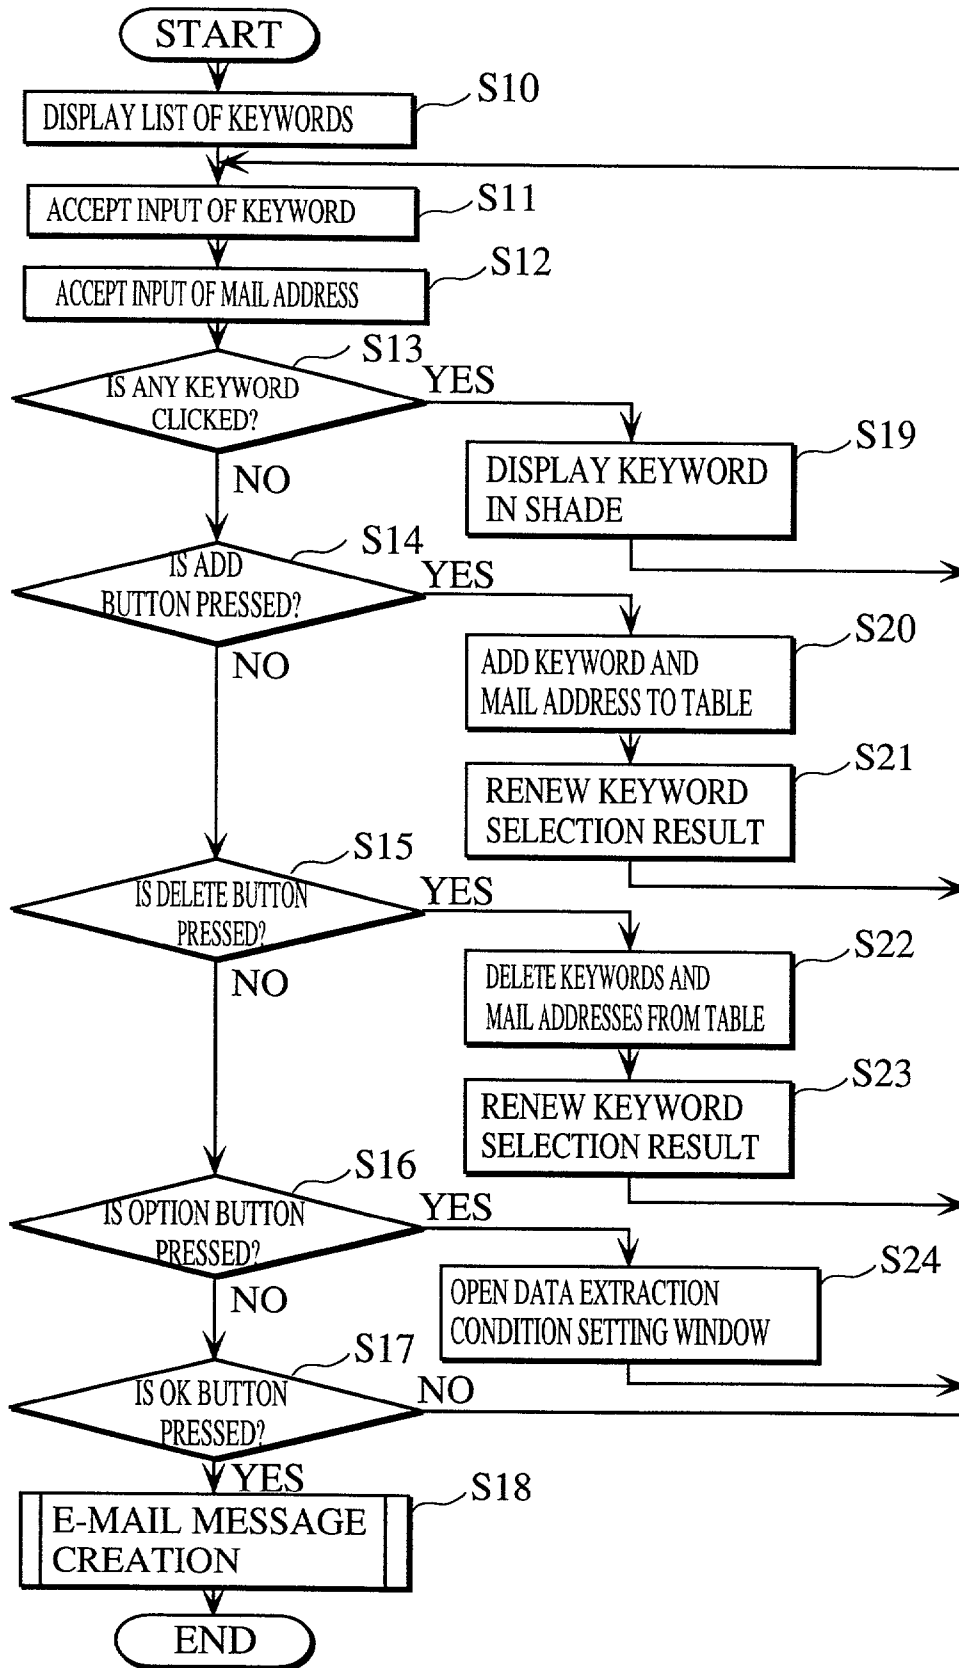 START
S10
DISPLAY LIST OF KEYWORDS
S11
ACCEPT INPUT OF KEYWORD
S12
ACCEPT INPUT OF MAIL ADDRESS
S13
IS ANY KEYWORD
CLICKED?
YES
NO
S19
DISPLAY KEYWORD
IN SHADE
S14
IS ADD
BUTTON PRESSED?
YES
NO
S20
ADD KEYWORD AND
MAIL ADDRESS TO TABLE
S21
RENEW KEYWORD
SELECTION RESULT
S15
IS DELETE BUTTON
PRESSED?
YES
NO
S22
DELETE KEYWORDS AND
MAIL ADDRESSES FROM TABLE
S23
RENEW KEYWORD
SELECTION RESULT
S16
IS OPTION BUTTON
PRESSED?
YES
NO
S24
OPEN DATA EXTRACTION
CONDITION SETTING WINDOW
S17
IS OK BUTTON
PRESSED?
NO
YES
S18
E-MAIL MESSAGE
CREATION
END